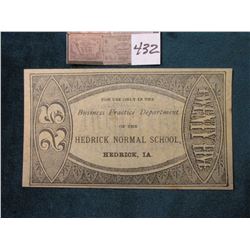 432
25
FOR USE ONLY IN THE
Business Practice Department
OF THE
HEDRICK NORMAL SCHOOL,
HEDRICK, IA.
TWENTY-FIVE